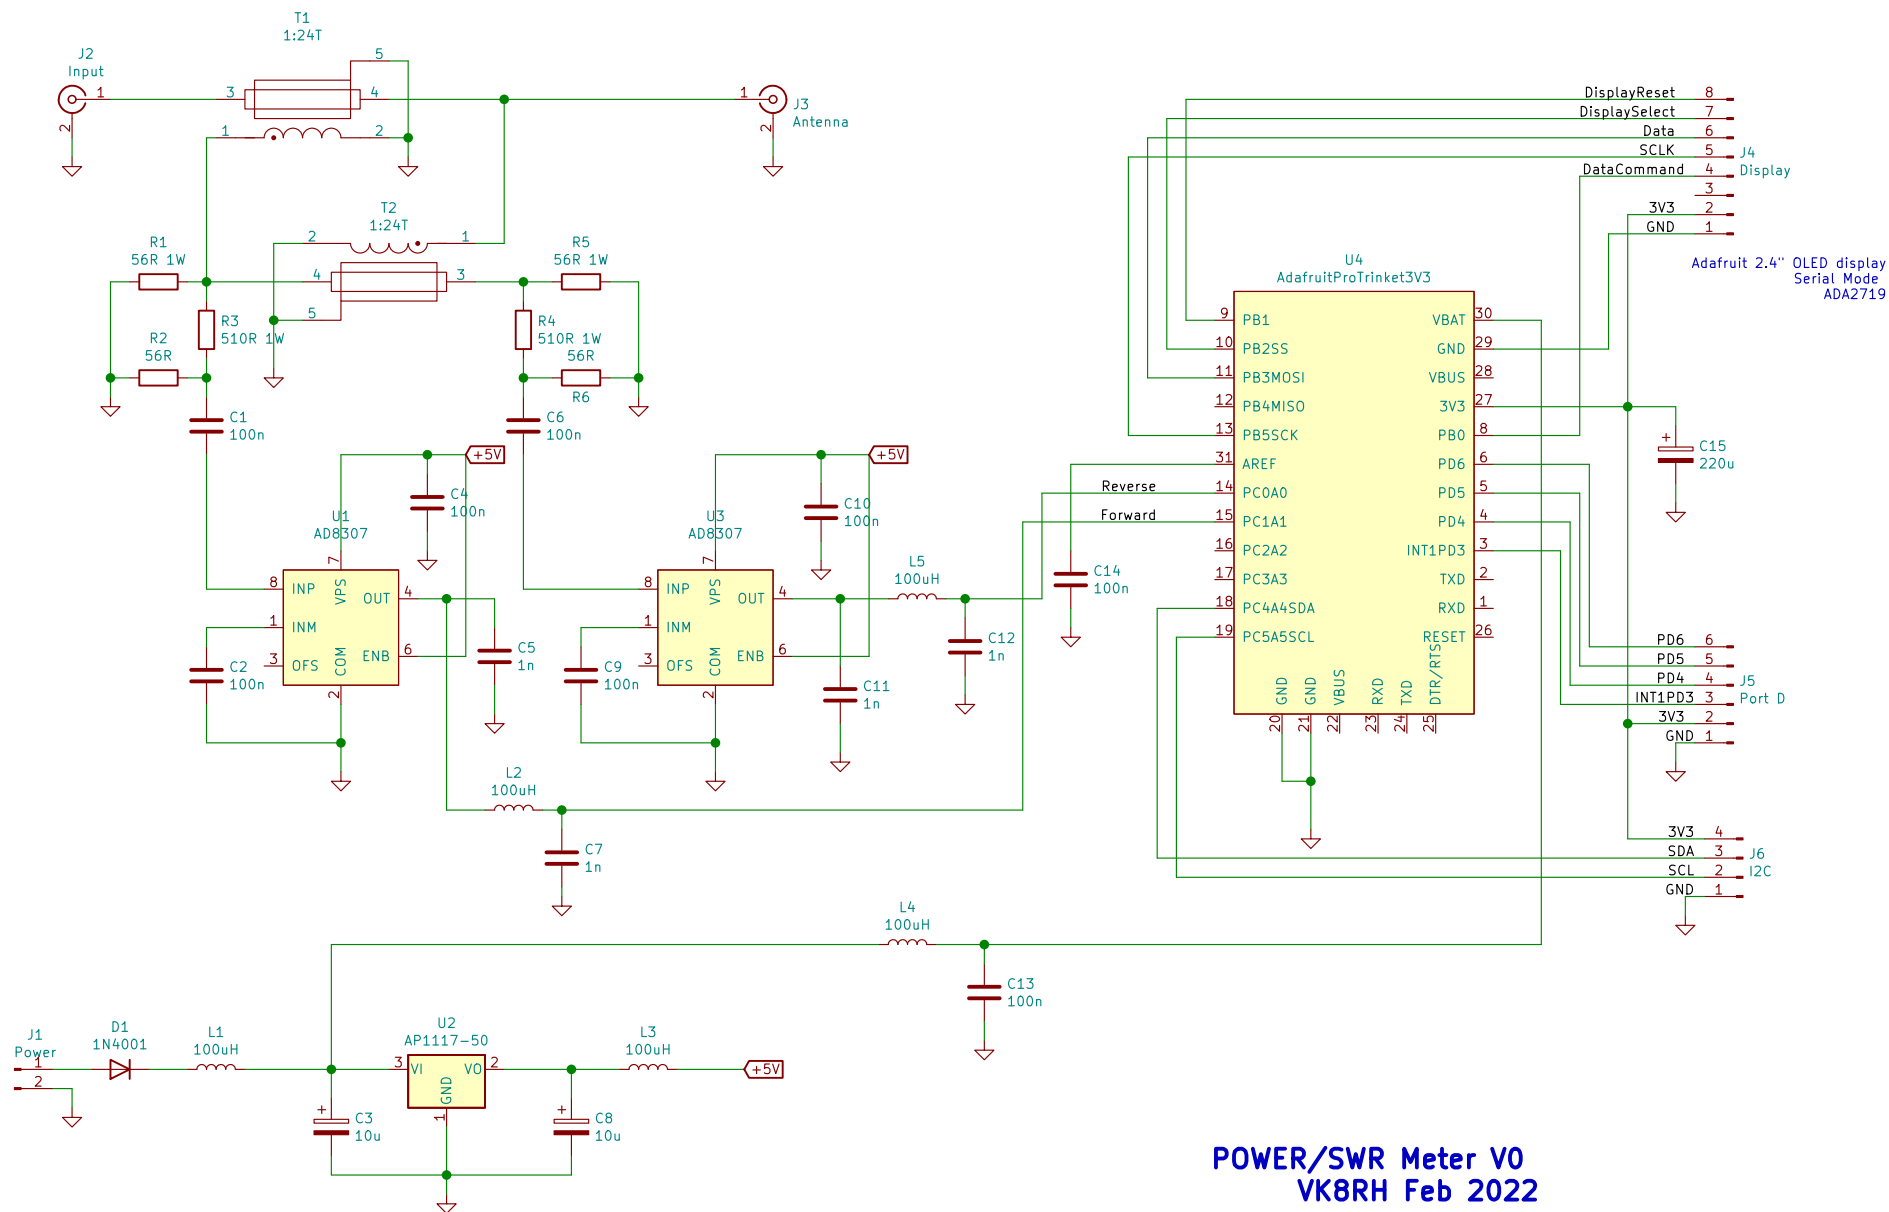 T1
1:24T
J2
Input
1
2
3
5
4
1
2
1
2
J3
Antenna
T2
1:24T
2
1
4
3
5
R1
56R 1W
R2
56R
R3
510R 1W
R5
56R 1W
R4
510R 1W
56R
R6
C1
100n
C6
100n
+5V
C4
100n
U1
AD8307
7
VPS
8
INP
1
INM
3
OFS
COM
2
OUT
4
ENB
6
C2
100n
C5
1n
+5V
C10
100n
U3
AD8307
7
VPS
8
INP
1
INM
3
OFS
COM
2
OUT
4
ENB
6
C9
100n
C11
1n
L5
100uH
C12
1n
L2
100uH
C7
1n
Reverse
Forward
C14
100n
U4
AdafruitProTrinket3V3
9 PB1
10 PB2SS
11 PB3MOSI
12 PB4MISO
13 PB5SCK
31 AREF
14 PC0A0
15 PC1A1
16 PC2A2
17 PC3A3
18 PC4A4SDA
19 PC5A5SCL
VBAT 30
GND 29
VBUS 28
3V3 27
PB0 8
PD6 6
PD5 5
PD4 4
INT1PD3 3
TXD 2
RXD 1
RESET 26
GND
GND
VBUS
RXD
TXD
DTR/RTS
20
21
22
23
24
25
DisplayReset 8
DisplaySelect 7
Data 6
SCLK 5
DataCommand 4
3
3V3 2
GND 1
J4
Display
Adafruit 2.4" OLED display
Serial Mode
ADA2719
C15
220u
+
PD6 6
PD5 5
PD4 4
INT1PD3 3
3V3 2
GND 1
J5
Port D
3V3 4
SDA 3
SCL 2
GND 1
J6
I2C
L4
100uH
C13
100n
J1
Power
1
2
D1
1N4001
L1
100uH
U2
AP1117-50
3 VI
VO 2
GND
1
L3
100uH
+5V
+
C3
10u
+
C8
10u
POWER/SWR Meter V0
VK8RH Feb 2022